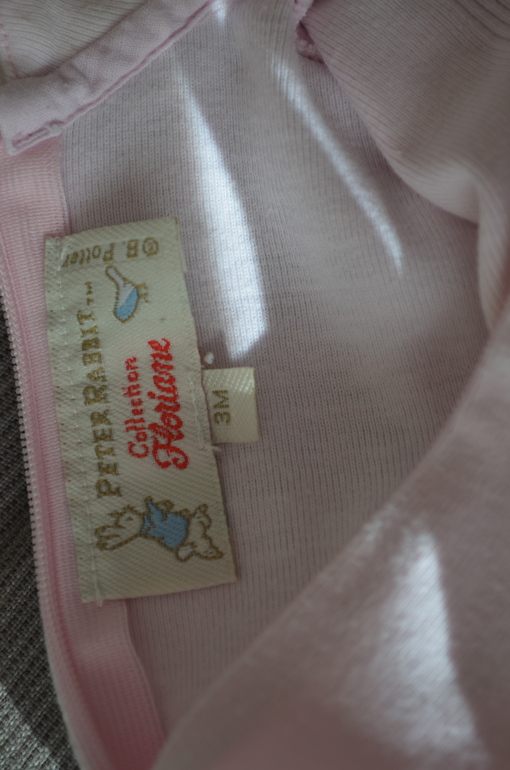 © B. Potter
PETER RABBIT™
Collection
Floriane
3M